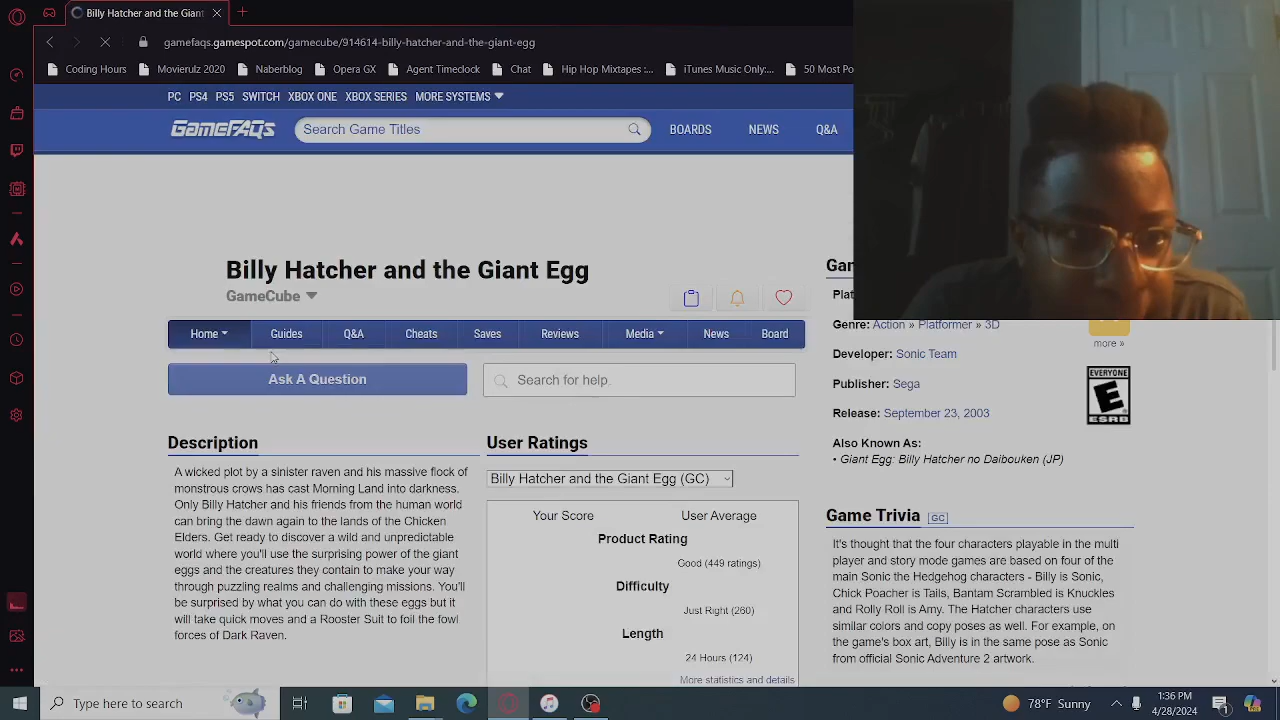 Billy Hatcher and the Giant Egg
gamefaqs.gamespot.com/gamecube/914614-billy-hatcher-and-the-giant-egg
Coding Hours
Movierulz 2020
Naberblog
Opera GX
Agent Timeclock
Chat
Hip Hop Mixtapes :...
iTunes Music Only:...
50 Most Po
PC PS4 PS5 SWITCH XBOX ONE XBOX SERIES MORE SYSTEMS
GameFAQs
Search Game Titles
BOARDS
NEWS
Q&A
Billy Hatcher and the Giant Egg
GameCube
Home
Guides
Q&A
Cheats
Saves
Reviews
Media
News
Board
Ask A Question
Search for help.
Description
A wicked plot by a sinister raven and his massive flock of
monstrous crows has cast Morning Land into darkness.
Only Billy Hatcher and his friends from the human world
can bring the dawn again to the lands of the Chicken
Elders. Get ready to discover a wild and unpredictable
world where you'll use the surprising power of the giant
eggs and the creatures they contain to make your way
through puzzling realms and challenging missions. You'll
be surprised by what you can do with these eggs but it
will take quick moves and a Rooster Suit to foil the fowl
forces of Dark Raven.
User Ratings
Billy Hatcher and the Giant Egg (GC)
Your Score
User Average
Product Rating
Good (449 ratings)
Difficulty
Just Right (260)
Length
24 Hours (124)
More statistics and details
Gam
Plat
Genre: Action » Platformer » 3D
Developer: Sonic Team
Publisher: Sega
Release: September 23, 2003
Also Known As:
• Giant Egg: Billy Hatcher no Daibouken (JP)
more »
EVERYONE
E
ESRB
Game Trivia GC
It's thought that the four characters playable in the multi
player and story mode games are based on four of the
main Sonic the Hedgehog characters - Billy is Sonic,
Chick Poacher is Tails, Bantam Scrambled is Knuckles
and Rolly Roll is Amy. The Hatcher characters use
similar colors and copy poses as well. For example, on
the game's box art, Billy is in the same pose as Sonic
from official Sonic Adventure 2 artwork.
Type here to search
78°F Sunny
1:36 PM
4/28/2024